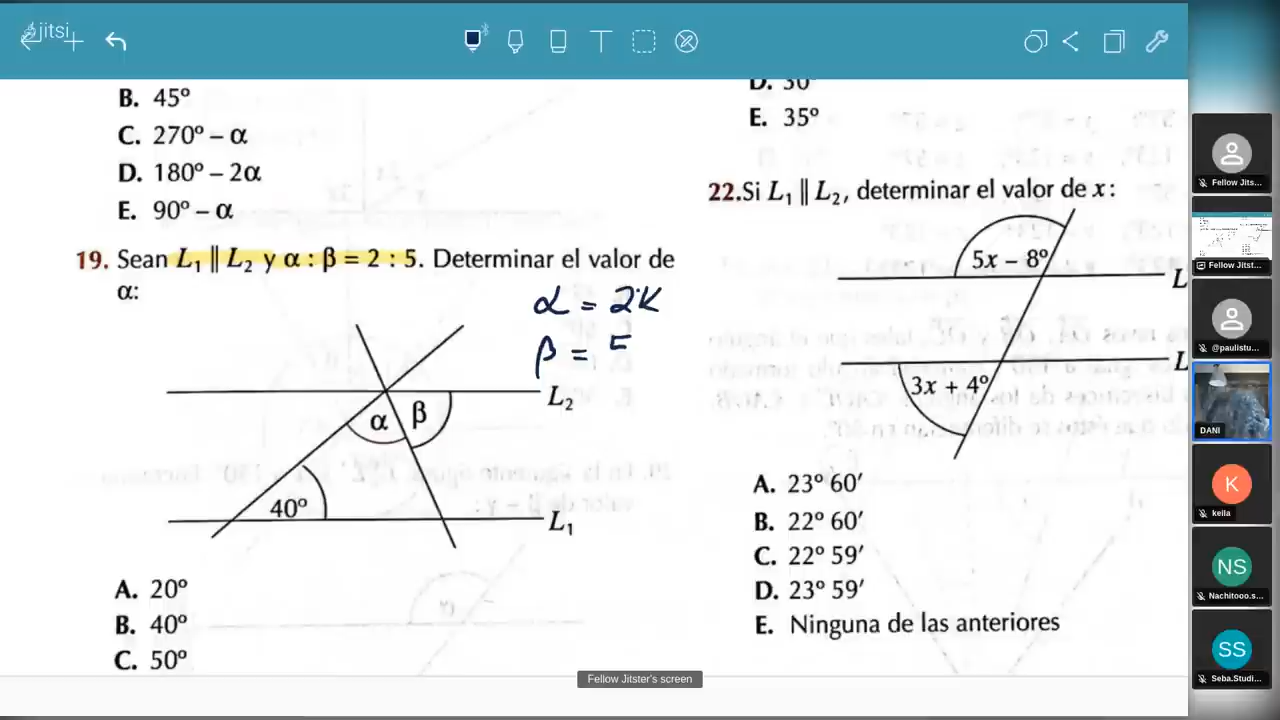 jitsi
B. 45º
C. 270º – α
D. 180º – 2α
E. 90º – α
19. Sean L₁ ∥ L₂ y α : β = 2 : 5. Determinar el valor de
α:
α = 2K
β = 5
L₂
α
β
40º
L₁
A. 20º
B. 40º
C. 50º
D. 30º
E. 35º
22. Si L₁ ∥ L₂, determinar el valor de x:
5x – 8º
L
L
3x + 4º
A. 23º 60′
B. 22º 60′
C. 22º 59′
D. 23º 59′
E. Ninguna de las anteriores
Fellow Jitster's screen
Fellow Jits...
Fellow Jitst...
@paulistu...
DANI
K
keila
NS
Nachitooo.s...
SS
Seba.Studi...